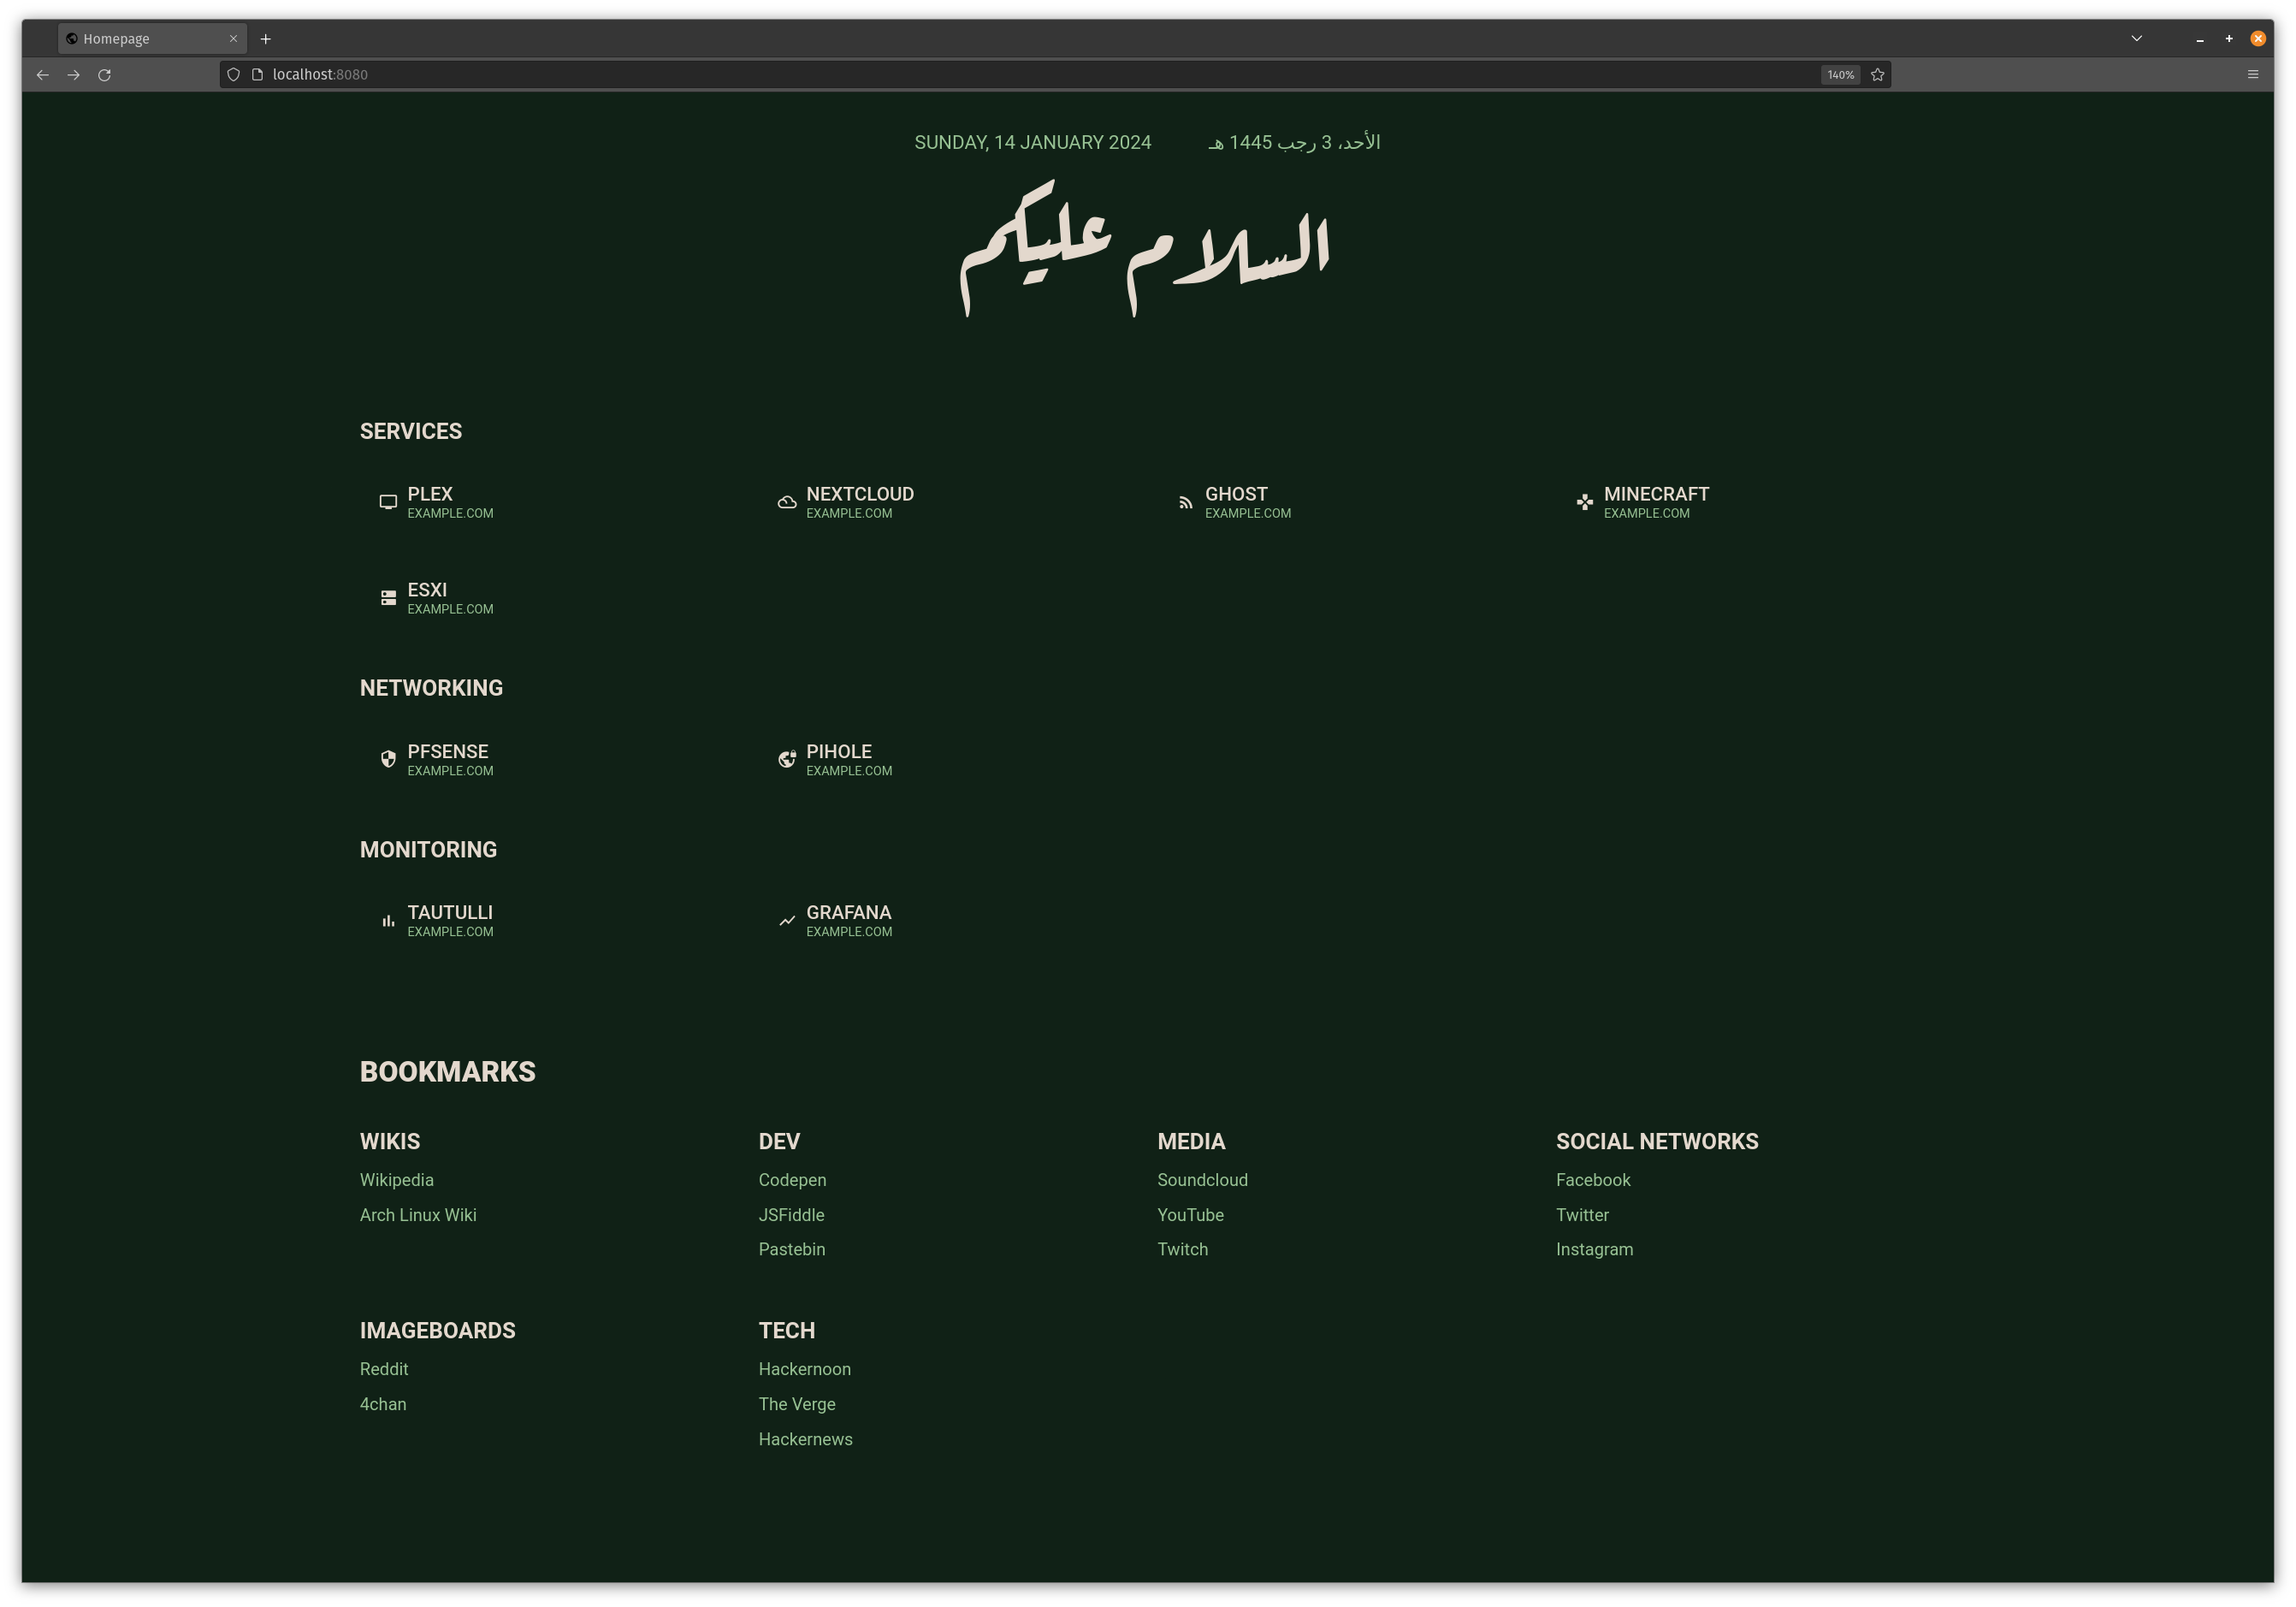 Homepage
localhost:8080
140%
SUNDAY, 14 JANUARY 2024 الأحد، 3 رجب 1445 هـ
السلام عليكم
SERVICES
PLEX NEXTCLOUD GHOST MINECRAFT
EXAMPLE.COM EXAMPLE.COM EXAMPLE.COM EXAMPLE.COM
ESXI
EXAMPLE.COM
NETWORKING
PFSENSE PIHOLE
EXAMPLE.COM EXAMPLE.COM
MONITORING
TAUTULLI GRAFANA
EXAMPLE.COM EXAMPLE.COM
BOOKMARKS
WIKIS
Wikipedia
Arch Linux Wiki
DEV
Codepen
JSFiddle
Pastebin
MEDIA
Soundcloud
YouTube
Twitch
SOCIAL NETWORKS
Facebook
Twitter
Instagram
IMAGEBOARDS
Reddit
4chan
TECH
Hackernoon
The Verge
Hackernews